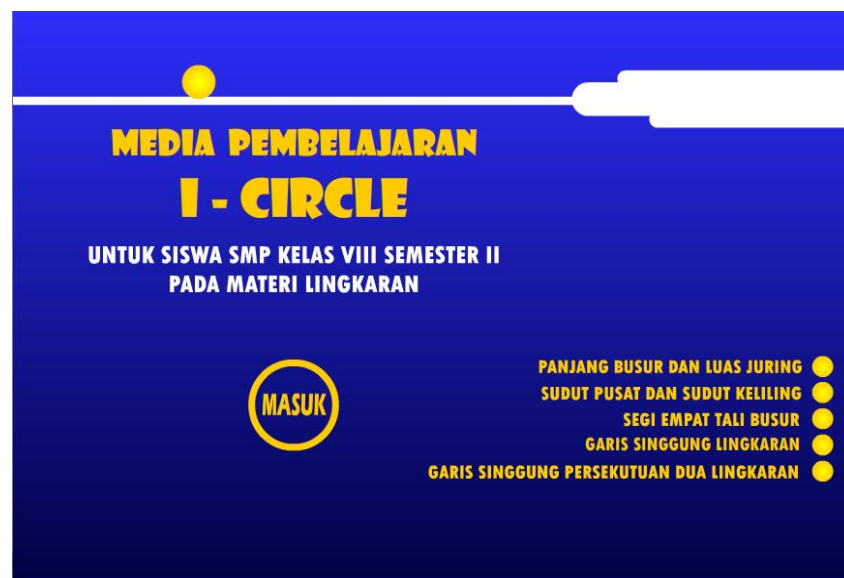 MEDIA PEMBELAJARAN
I - CIRCLE
UNTUK SISWA SMP KELAS VIII SEMESTER II
PADA MATERI LINGKARAN
MASUK
PANJANG BUSUR DAN LUAS JURING
SUDUT PUSAT DAN SUDUT KELILING
SEGI EMPAT TALI BUSUR
GARIS SINGGUNG LINGKARAN
GARIS SINGGUNG PERSEKUTUAN DUA LINGKARAN